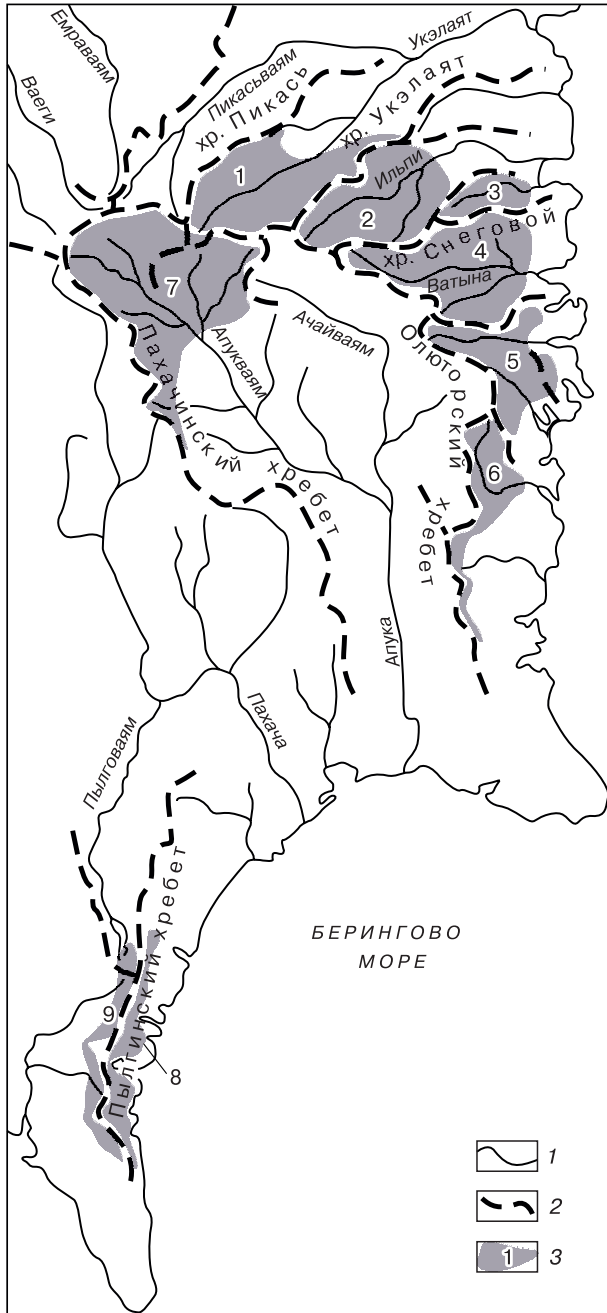 Емраваям
Ваеги
Пикасьваям
Укэлаят
хр. Пикась
хр. Укэлаят
1
Ильпи
2
3
хр. Снеговой
4
Ватына
7
Апукваям
Ачайваям
Олюторский
хребет
5
6
Пахачинский
хребет
Апука
Пахача
Пылговаям
Пылгинский хребет
БЕРИНГОВО
МОРЕ
9
8
1
2
1 3